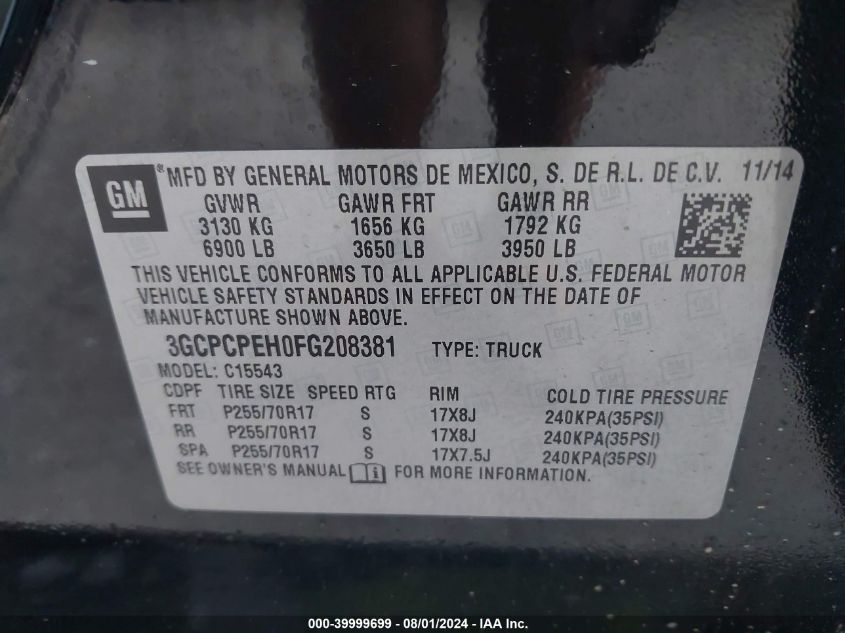 GM ® MFD BY GENERAL MOTORS DE MEXICO, S. DE R.L. DE C.V. 11/14
GVWR GAWR FRT GAWR RR
3130 KG 1656 KG 1792 KG
6900 LB 3650 LB 3950 LB
THIS VEHICLE CONFORMS TO ALL APPLICABLE U.S. FEDERAL MOTOR
VEHICLE SAFETY STANDARDS IN EFFECT ON THE DATE OF
MANUFACTURE SHOWN ABOVE.
3GCPCPEH0FG208381 TYPE: TRUCK
MODEL: C15543
CDPF TIRE SIZE SPEED RTG RIM COLD TIRE PRESSURE
FRT P255/70R17 S 17X8J 240KPA(35PSI)
RR P255/70R17 S 17X8J 240KPA(35PSI)
SPA P255/70R17 S 17X7.5J 240KPA(35PSI)
SEE OWNER'S MANUAL FOR MORE INFORMATION.
000-39999699 - 08/01/2024 - IAA Inc.